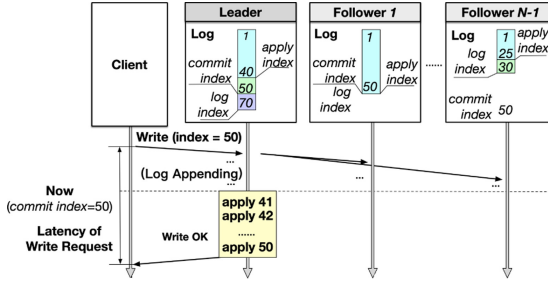 Client
Leader
Log
1
40
50
70
commit
index
log
index
apply
index
Follower 1
Log
1
50
commit
index
log
index
apply
index
......
Follower N-1
Log
1
25
30
log
index
apply
index
commit
index
50
Write (index = 50)
...
(Log Appending)
...
...
...
Now
(commit index=50)
Latency of
Write Request
apply 41
apply 42
......
apply 50
Write OK